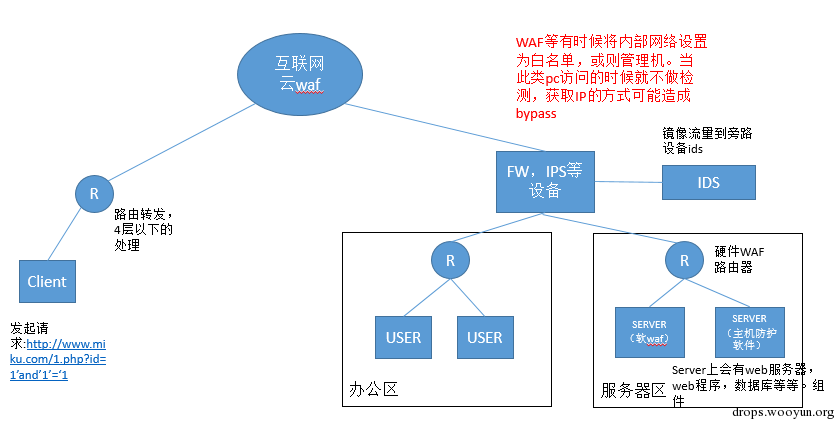 互联网
云waf
WAF等有时候将内部网络设置
为白名单，或则管理机。当
此类pc访问的时候就不做检
测，获取IP的方式可能造成
bypass
镜像流量到旁路
设备ids
FW，IPS等
设备
IDS
R
路由转发，
4层以下的
处理
Client
发起请
求:http://www.mi
ku.com/1.php?id=
1'and'1'='1
R
USER
USER
办公区
R
硬件WAF
路由器
SERVER
（软waf）
SERVER
（主机防护
软件）
Server上会有web服务器，
web程序，数据库等等。组
件
服务器区
drops.wooyun.org